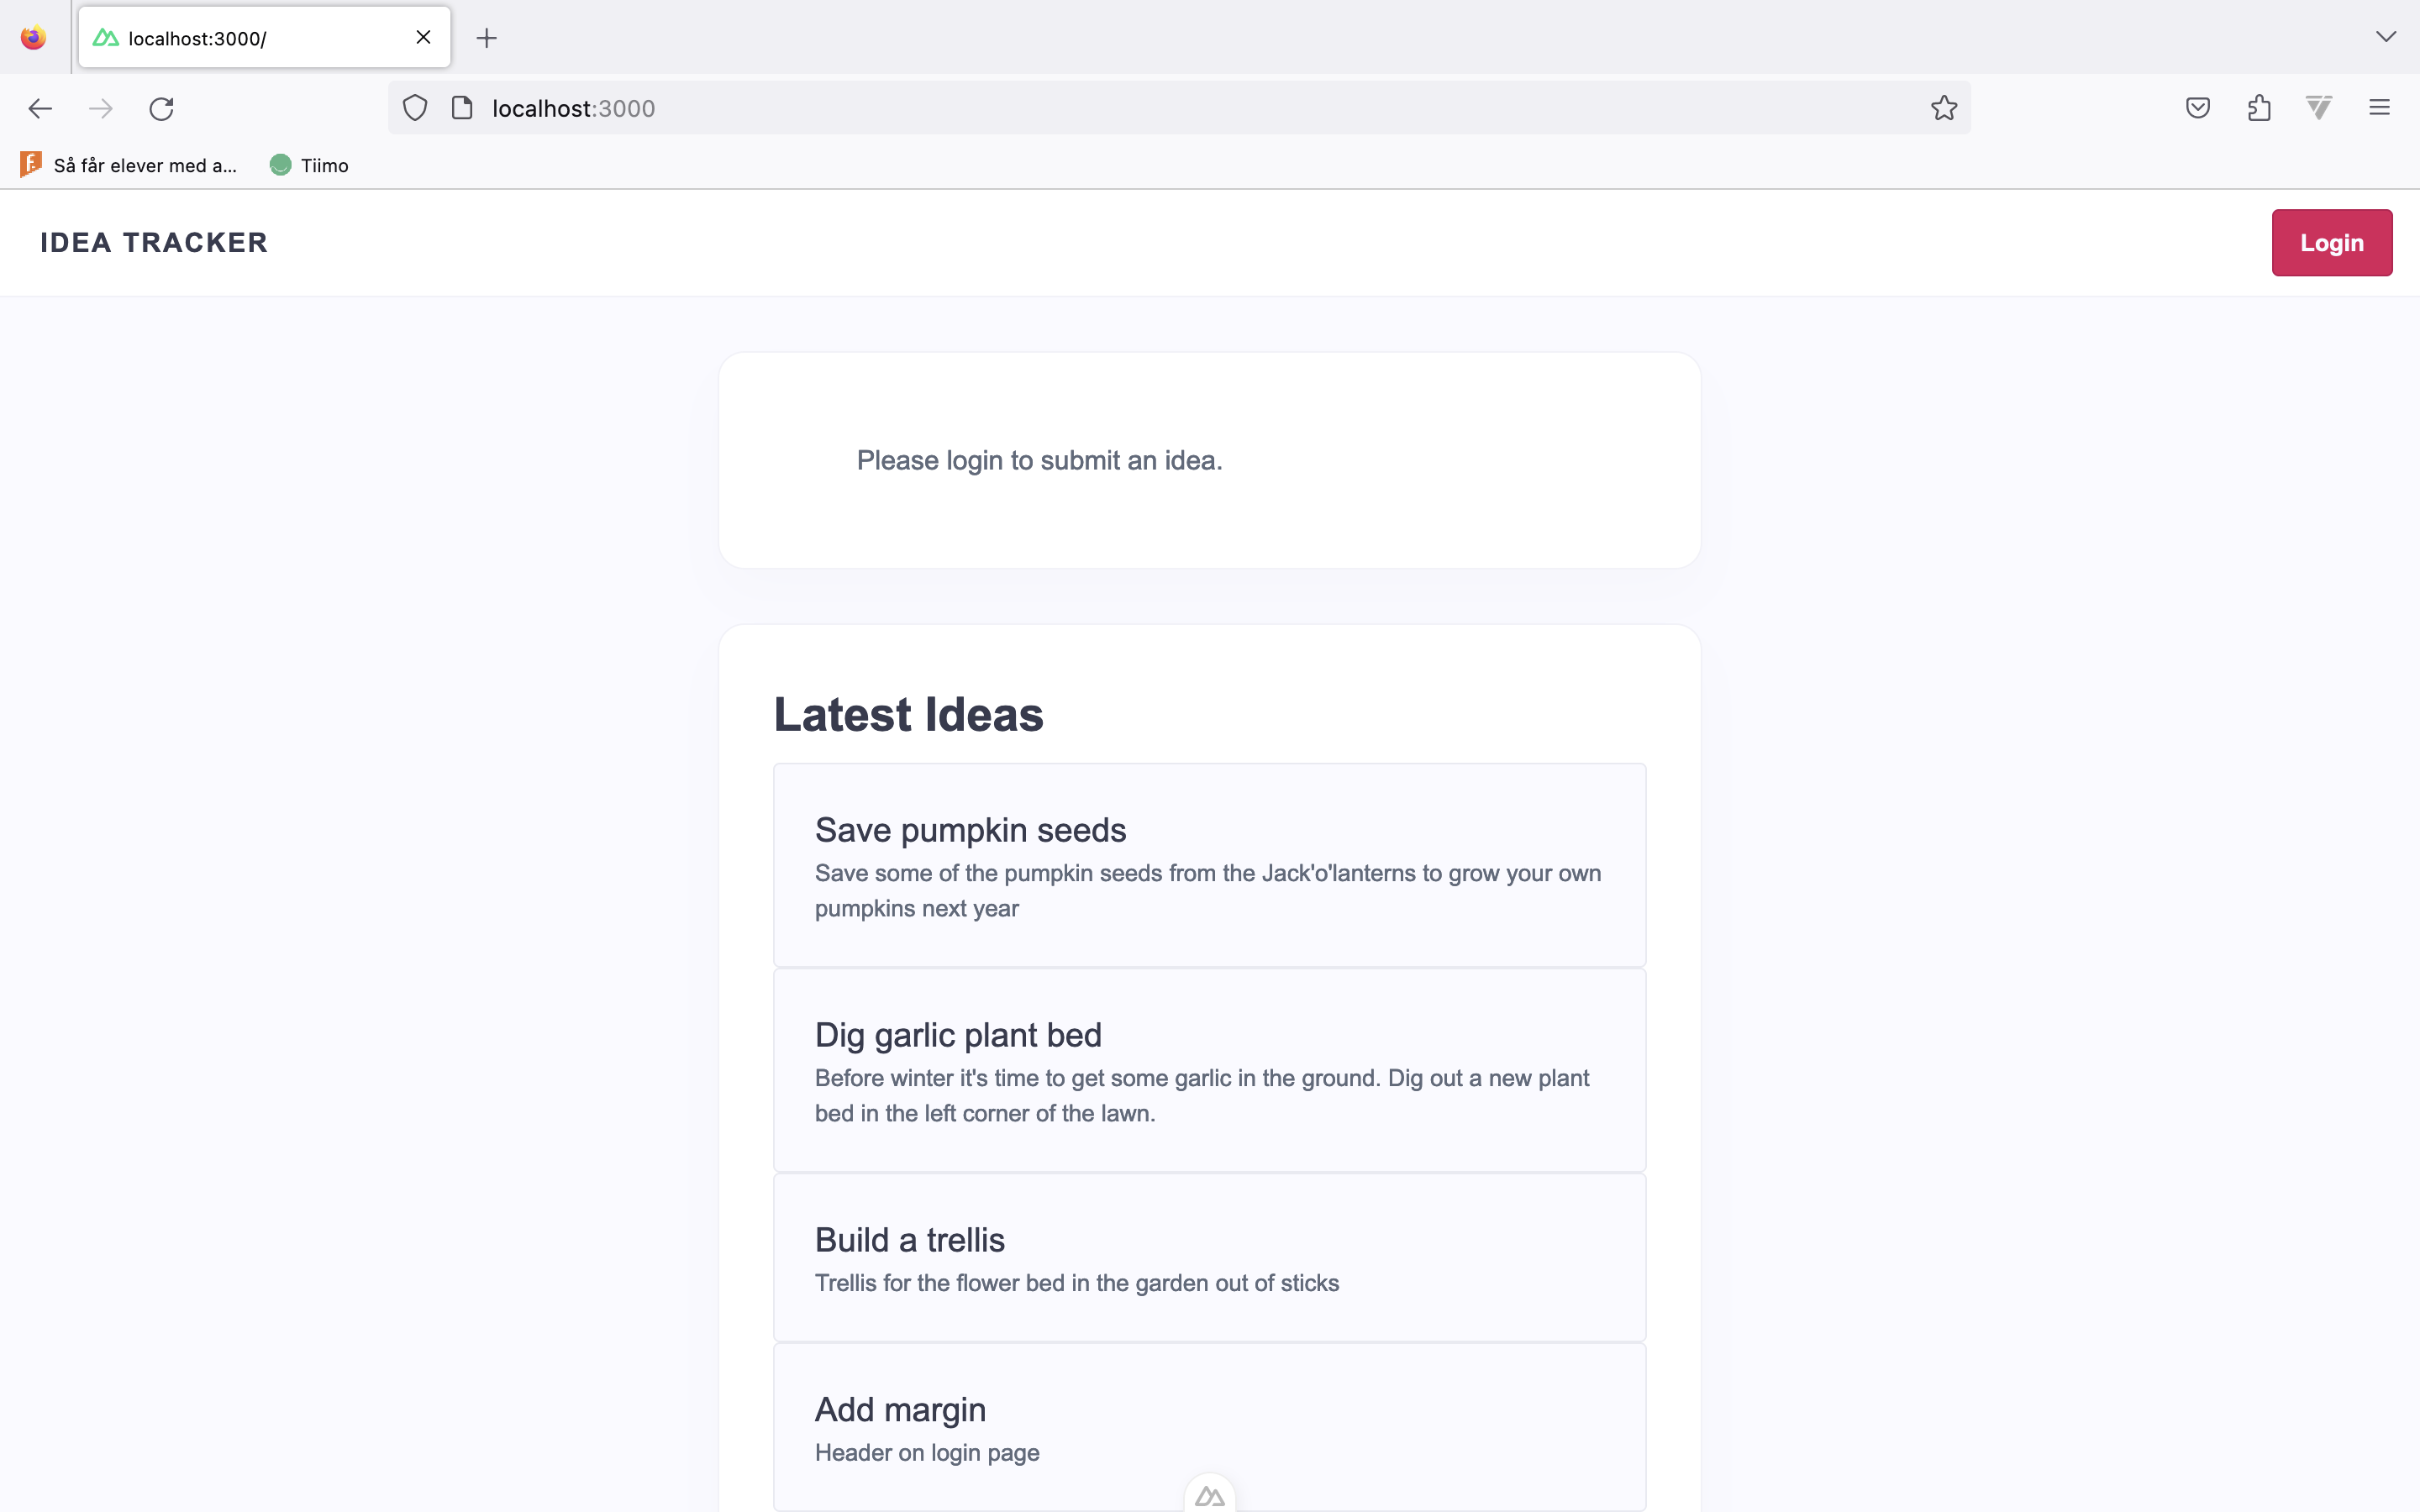 localhost:3000/
localhost:3000
Så får elever med a... Tiimo
IDEA TRACKER
Login
Please login to submit an idea.
Latest Ideas
Save pumpkin seeds
Save some of the pumpkin seeds from the Jack'o'lanterns to grow your own
pumpkins next year
Dig garlic plant bed
Before winter it's time to get some garlic in the ground. Dig out a new plant
bed in the left corner of the lawn.
Build a trellis
Trellis for the flower bed in the garden out of sticks
Add margin
Header on login page